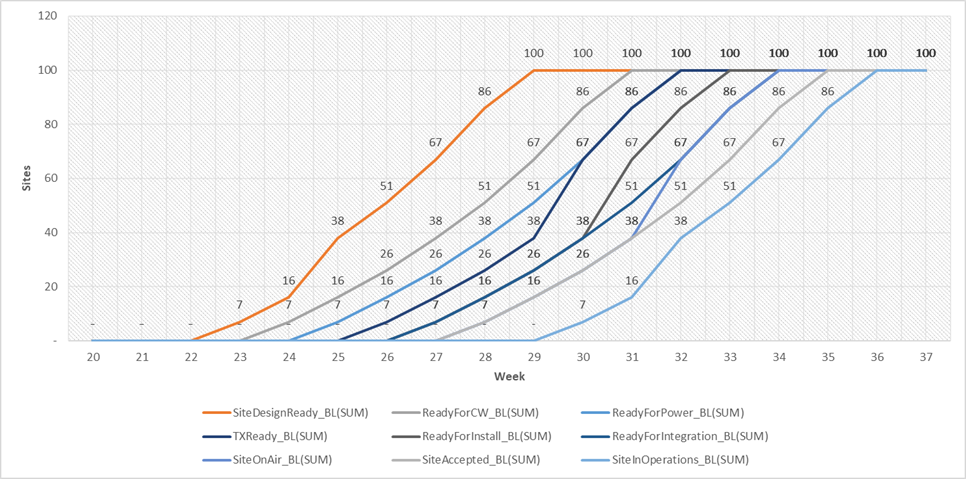 120
100 100 100 100 100 100 100 100 100
100
86 86 86 86 86 86 86
80
67 67 67 67 67 67 67
60
51 51 51 51 51 51
38 38 38 38 38 38 38
40
26 26 26 26 26
20
16 16 16 16 16 16 16
7 7 7 7 7 7 7
- - - - - - - - - -
-
20 21 22 23 24 25 26 27 28 29 30 31 32 33 34 35 36 37
Sites
Week
SiteDesignReady_BL(SUM) ReadyForCW_BL(SUM) ReadyForPower_BL(SUM)
TXReady_BL(SUM) ReadyForInstall_BL(SUM) ReadyForIntegration_BL(SUM)
SiteOnAir_BL(SUM) SiteAccepted_BL(SUM) SiteInOperations_BL(SUM)